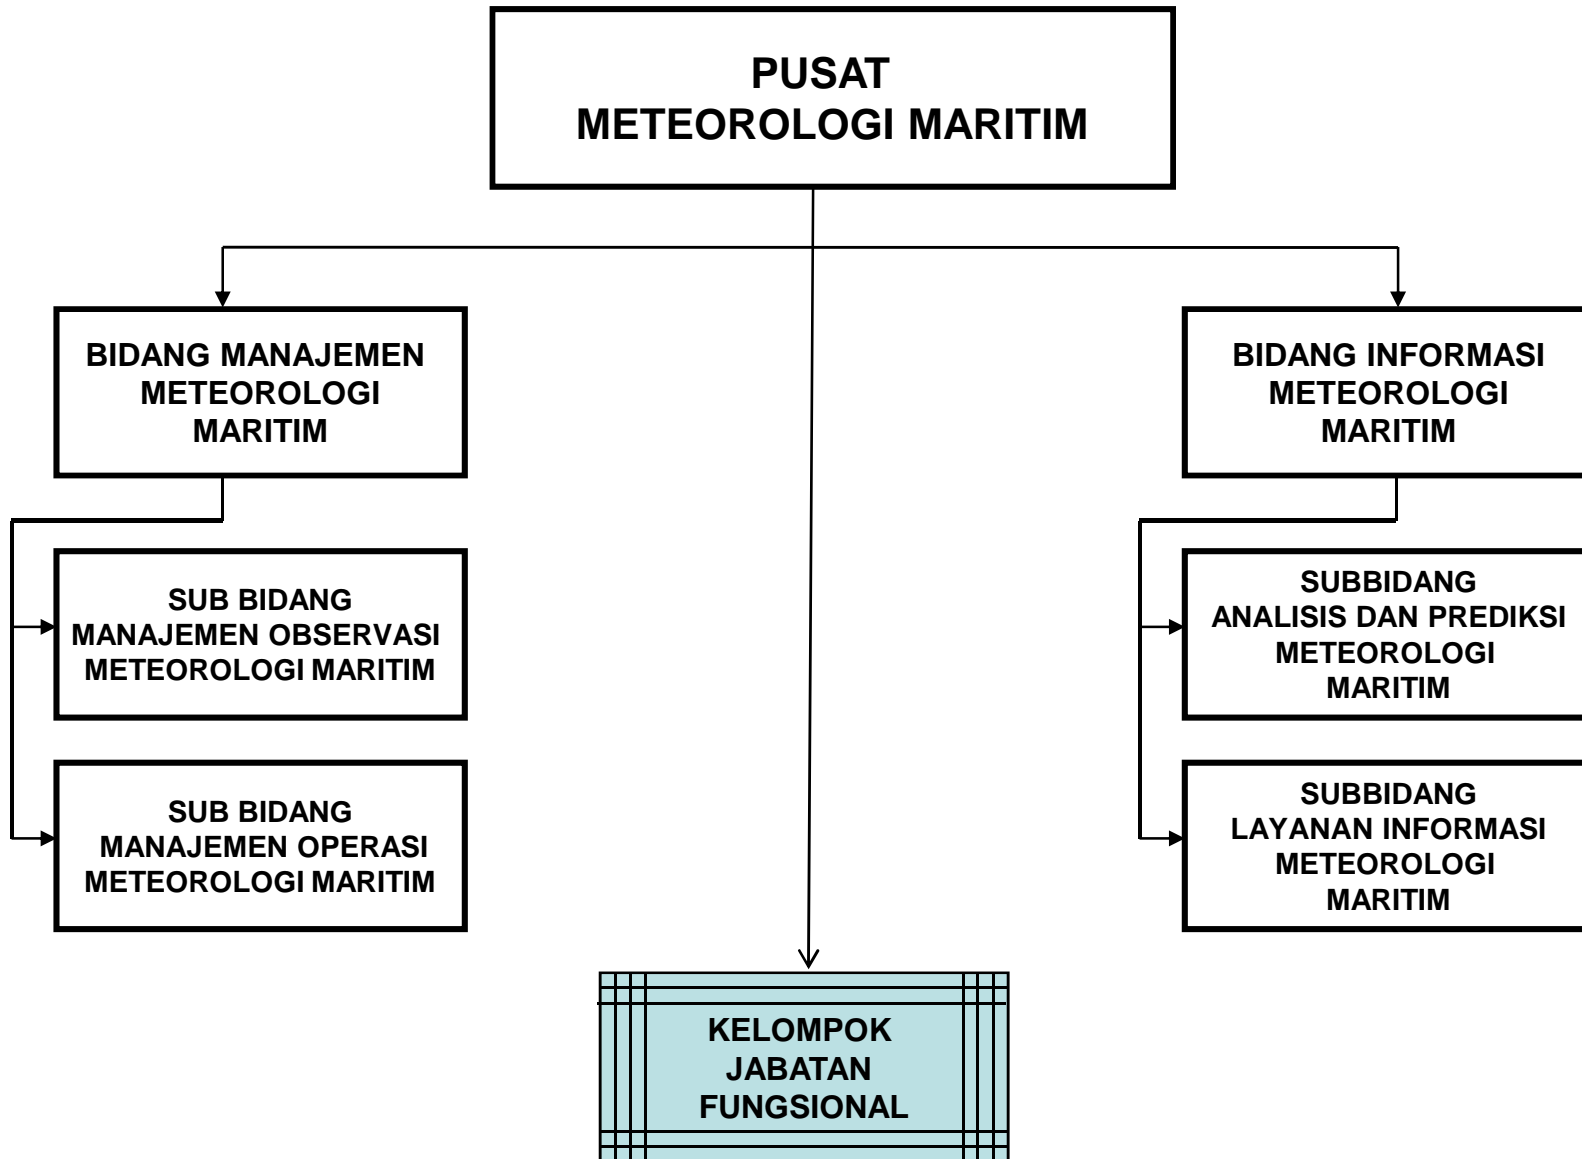 PUSAT
METEOROLOGI MARITIM
BIDANG MANAJEMEN
METEOROLOGI
MARITIM
BIDANG INFORMASI
METEOROLOGI
MARITIM
SUB BIDANG
MANAJEMEN OBSERVASI
METEOROLOGI MARITIM
SUBBIDANG
ANALISIS DAN PREDIKSI
METEOROLOGI
MARITIM
SUB BIDANG
MANAJEMEN OPERASI
METEOROLOGI MARITIM
SUBBIDANG
LAYANAN INFORMASI
METEOROLOGI
MARITIM
KELOMPOK
JABATAN
FUNGSIONAL